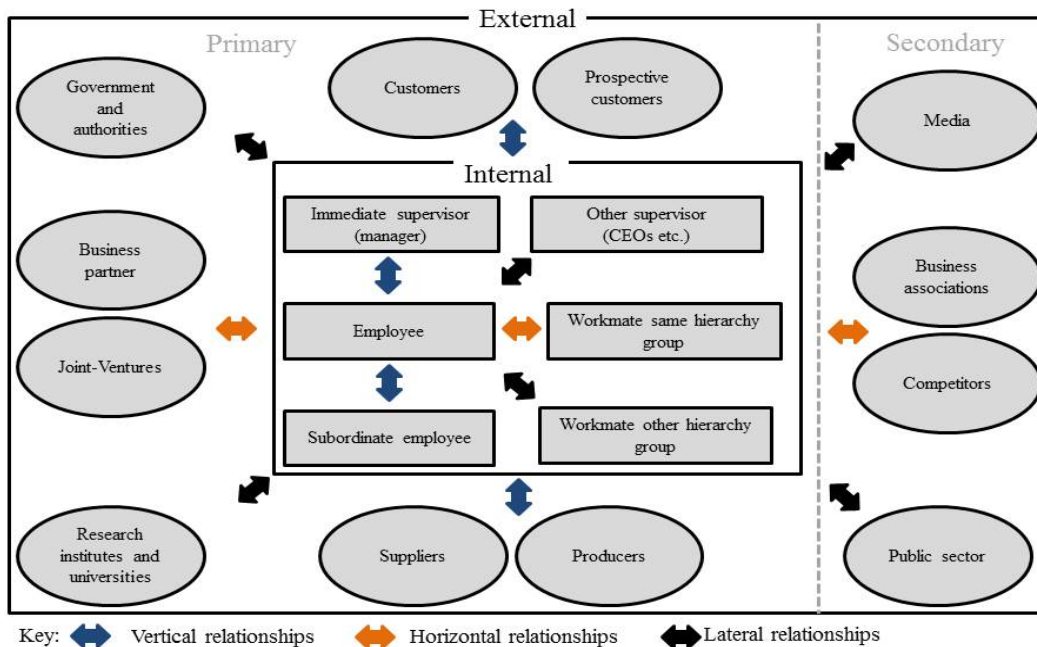 External
Primary
Secondary
Government
and
authorities
Customers
Prospective
customers
Media
Internal
Immediate supervisor
(manager)
Other supervisor
(CEOs etc.)
Business
partner
Business
associations
Employee
Workmate same hierarchy
group
Joint-Ventures
Competitors
Subordinate employee
Workmate other hierarchy
group
Research
institutes and
universities
Suppliers
Producers
Public sector
Key:
Vertical relationships
Horizontal relationships
Lateral relationships